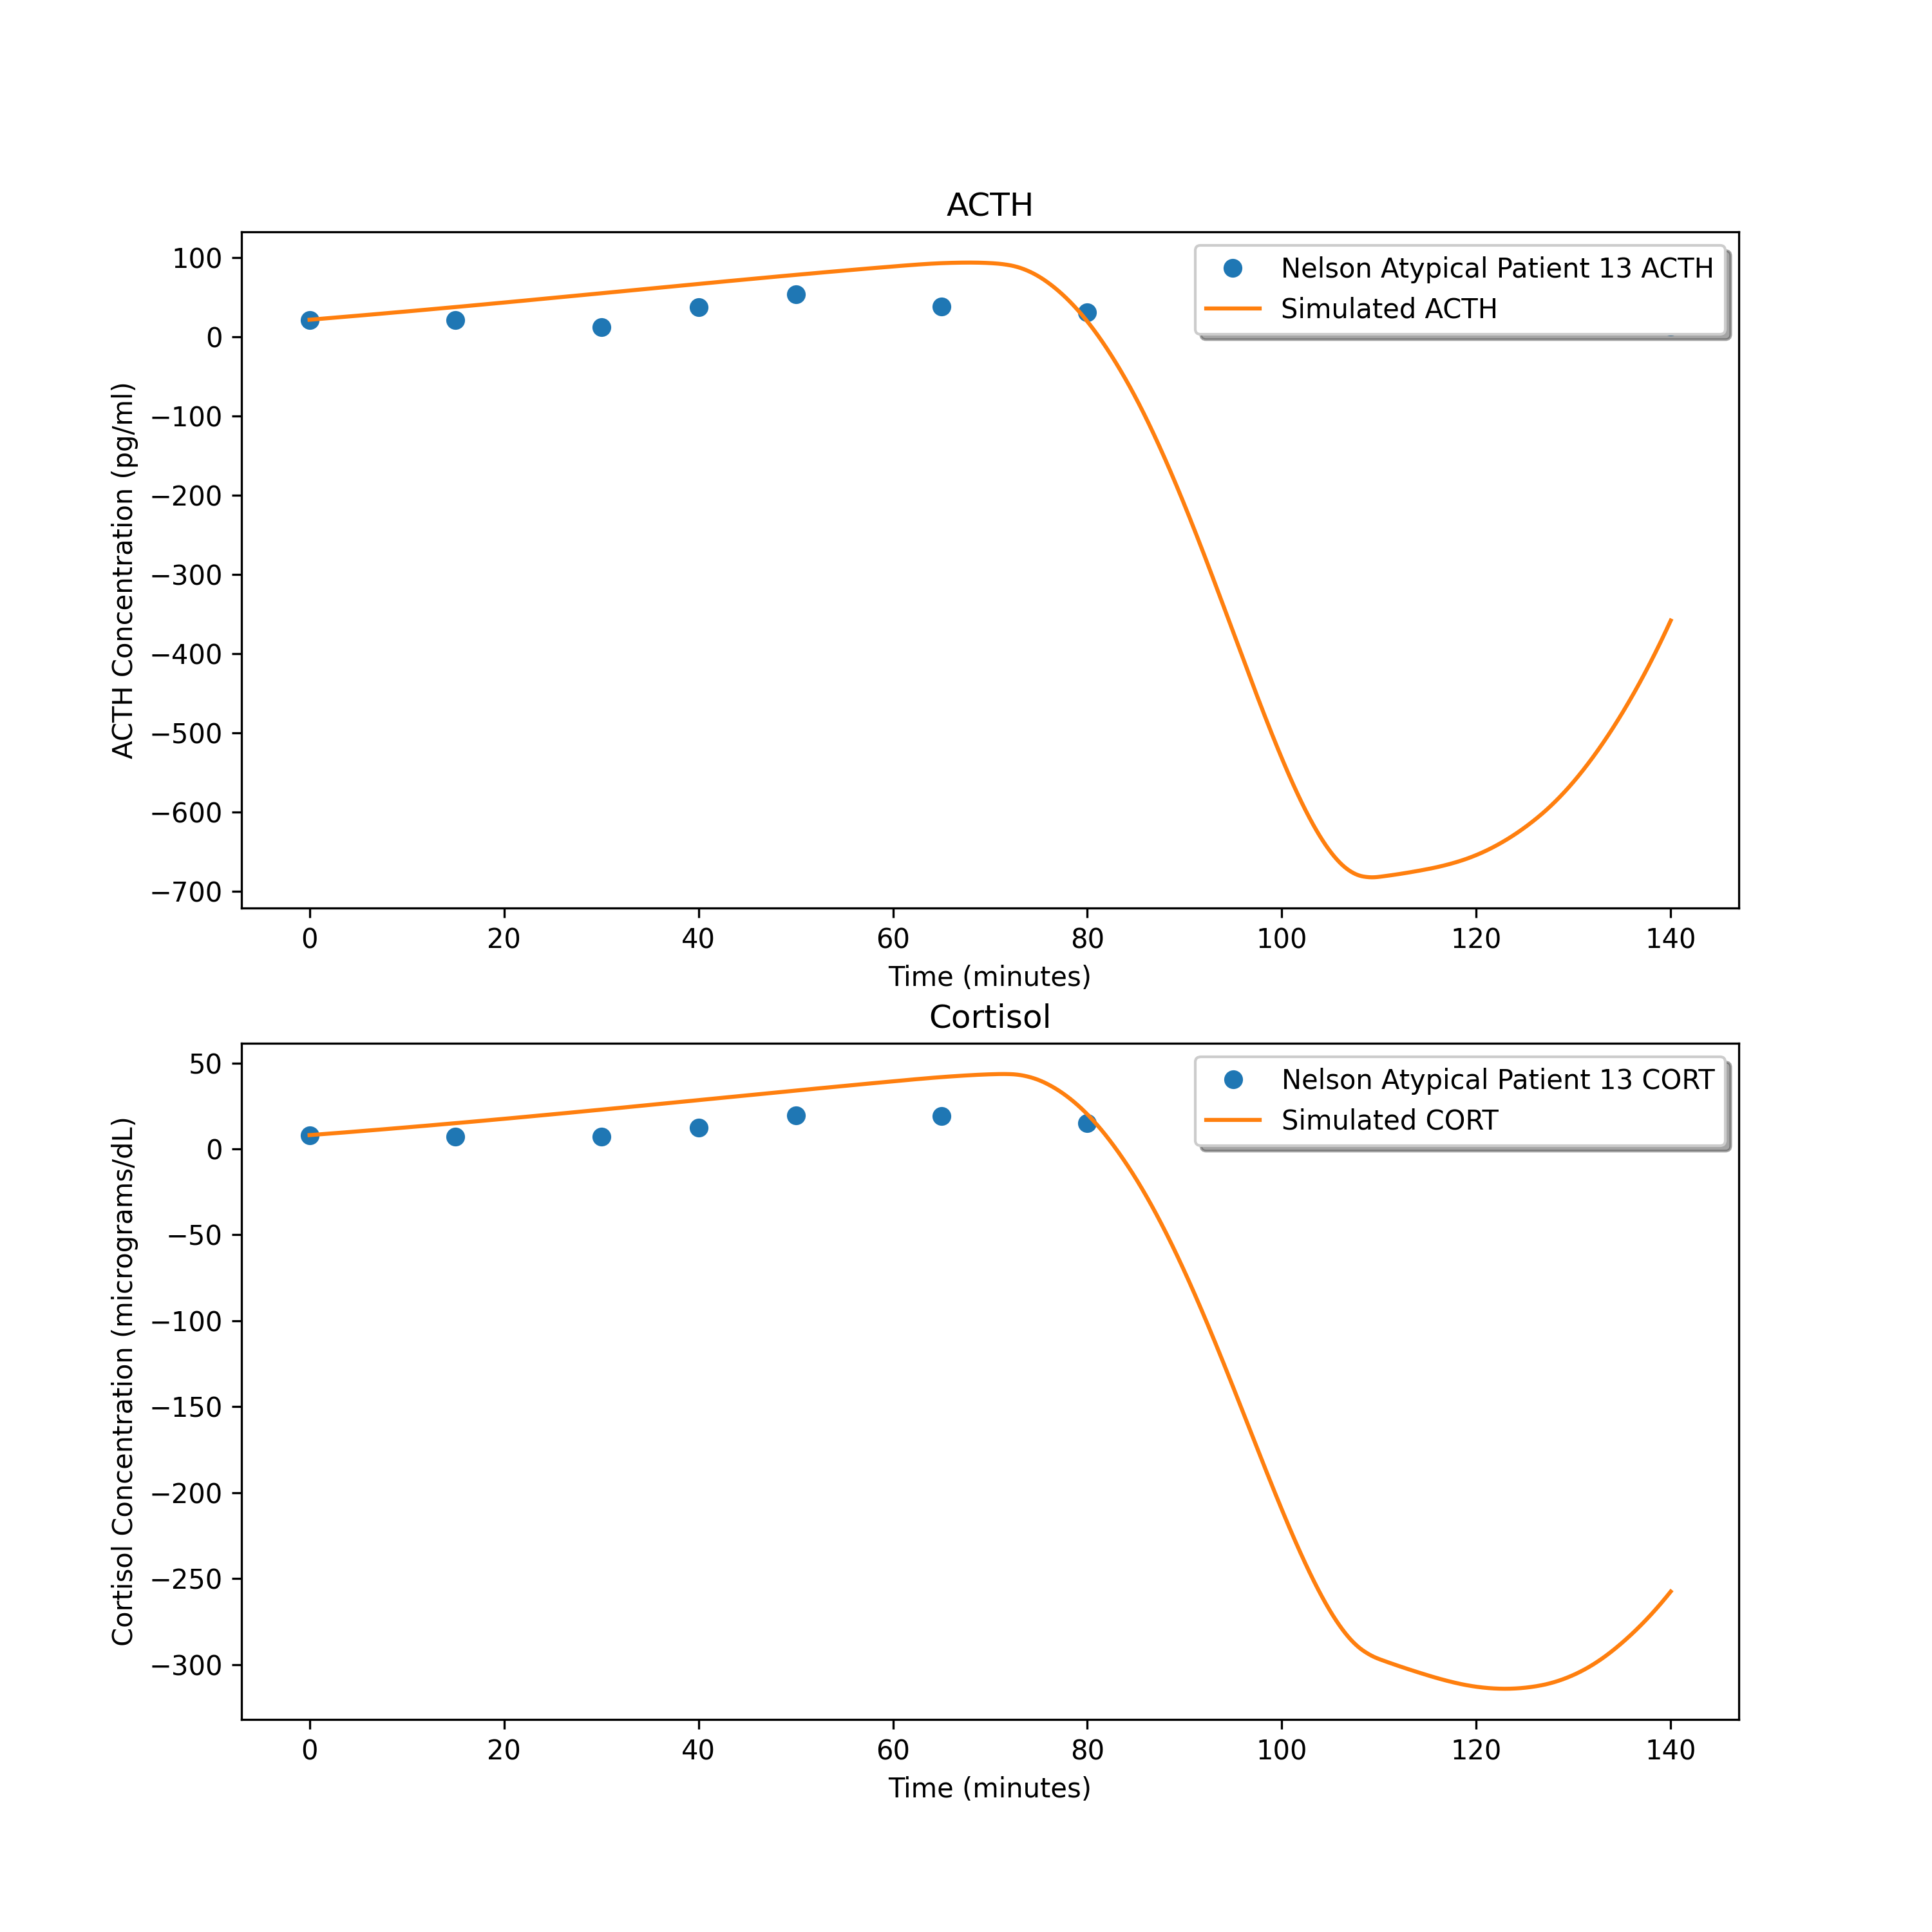 ACTH
Nelson Atypical Patient 13 ACTH
Simulated ACTH
100
0
−100
−200
−300
−400
−500
−600
−700
ACTH Concentration (pg/ml)
0 20 40 60 80 100 120 140
Time (minutes)
Cortisol
Nelson Atypical Patient 13 CORT
Simulated CORT
50
0
−50
−100
−150
−200
−250
−300
Cortisol Concentration (micrograms/dL)
0 20 40 60 80 100 120 140
Time (minutes)